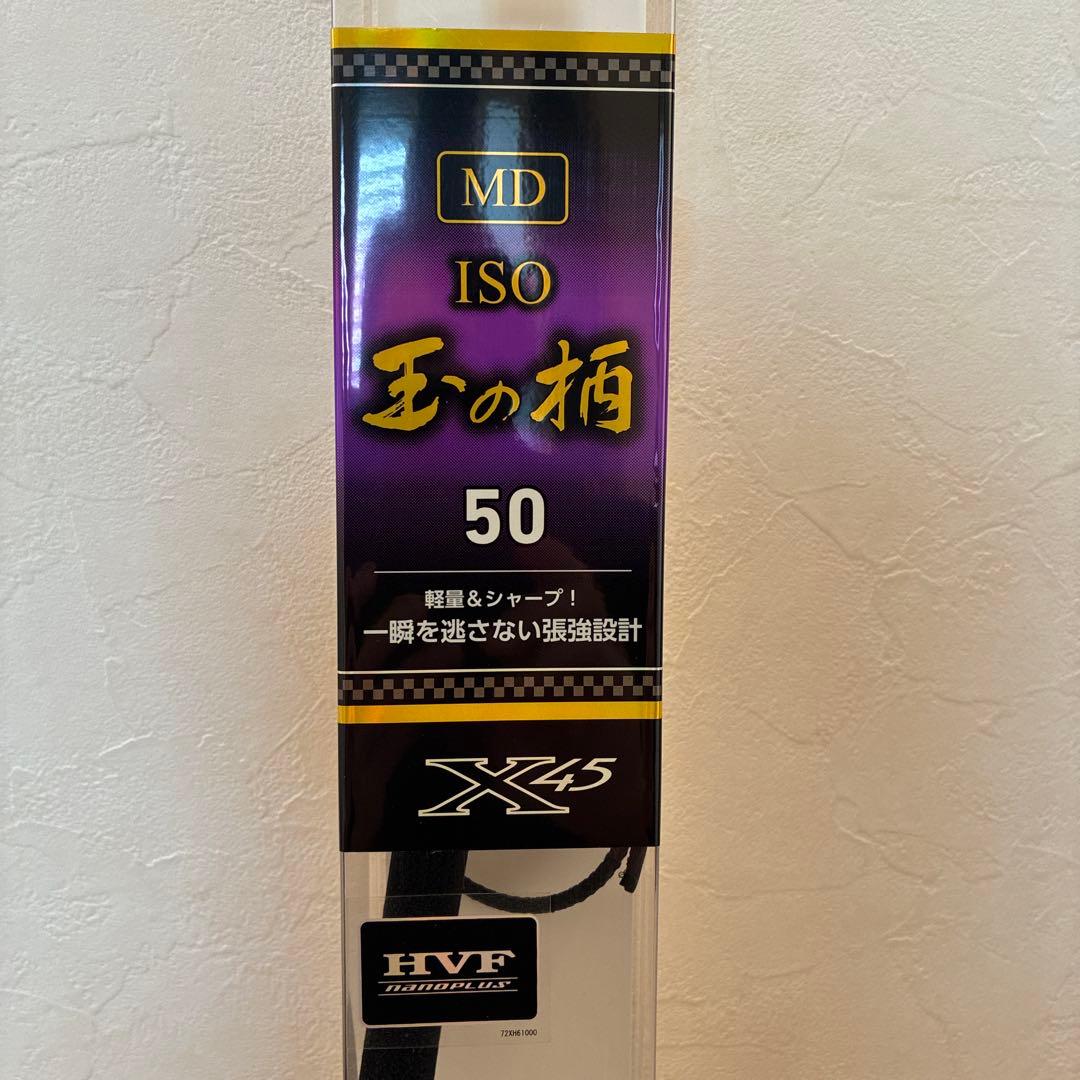 MD
ISO
玉の柄
50
軽量&シャープ!
一瞬を逃さない張強設計
X45
HVF
nanoPLUS
72XH61000